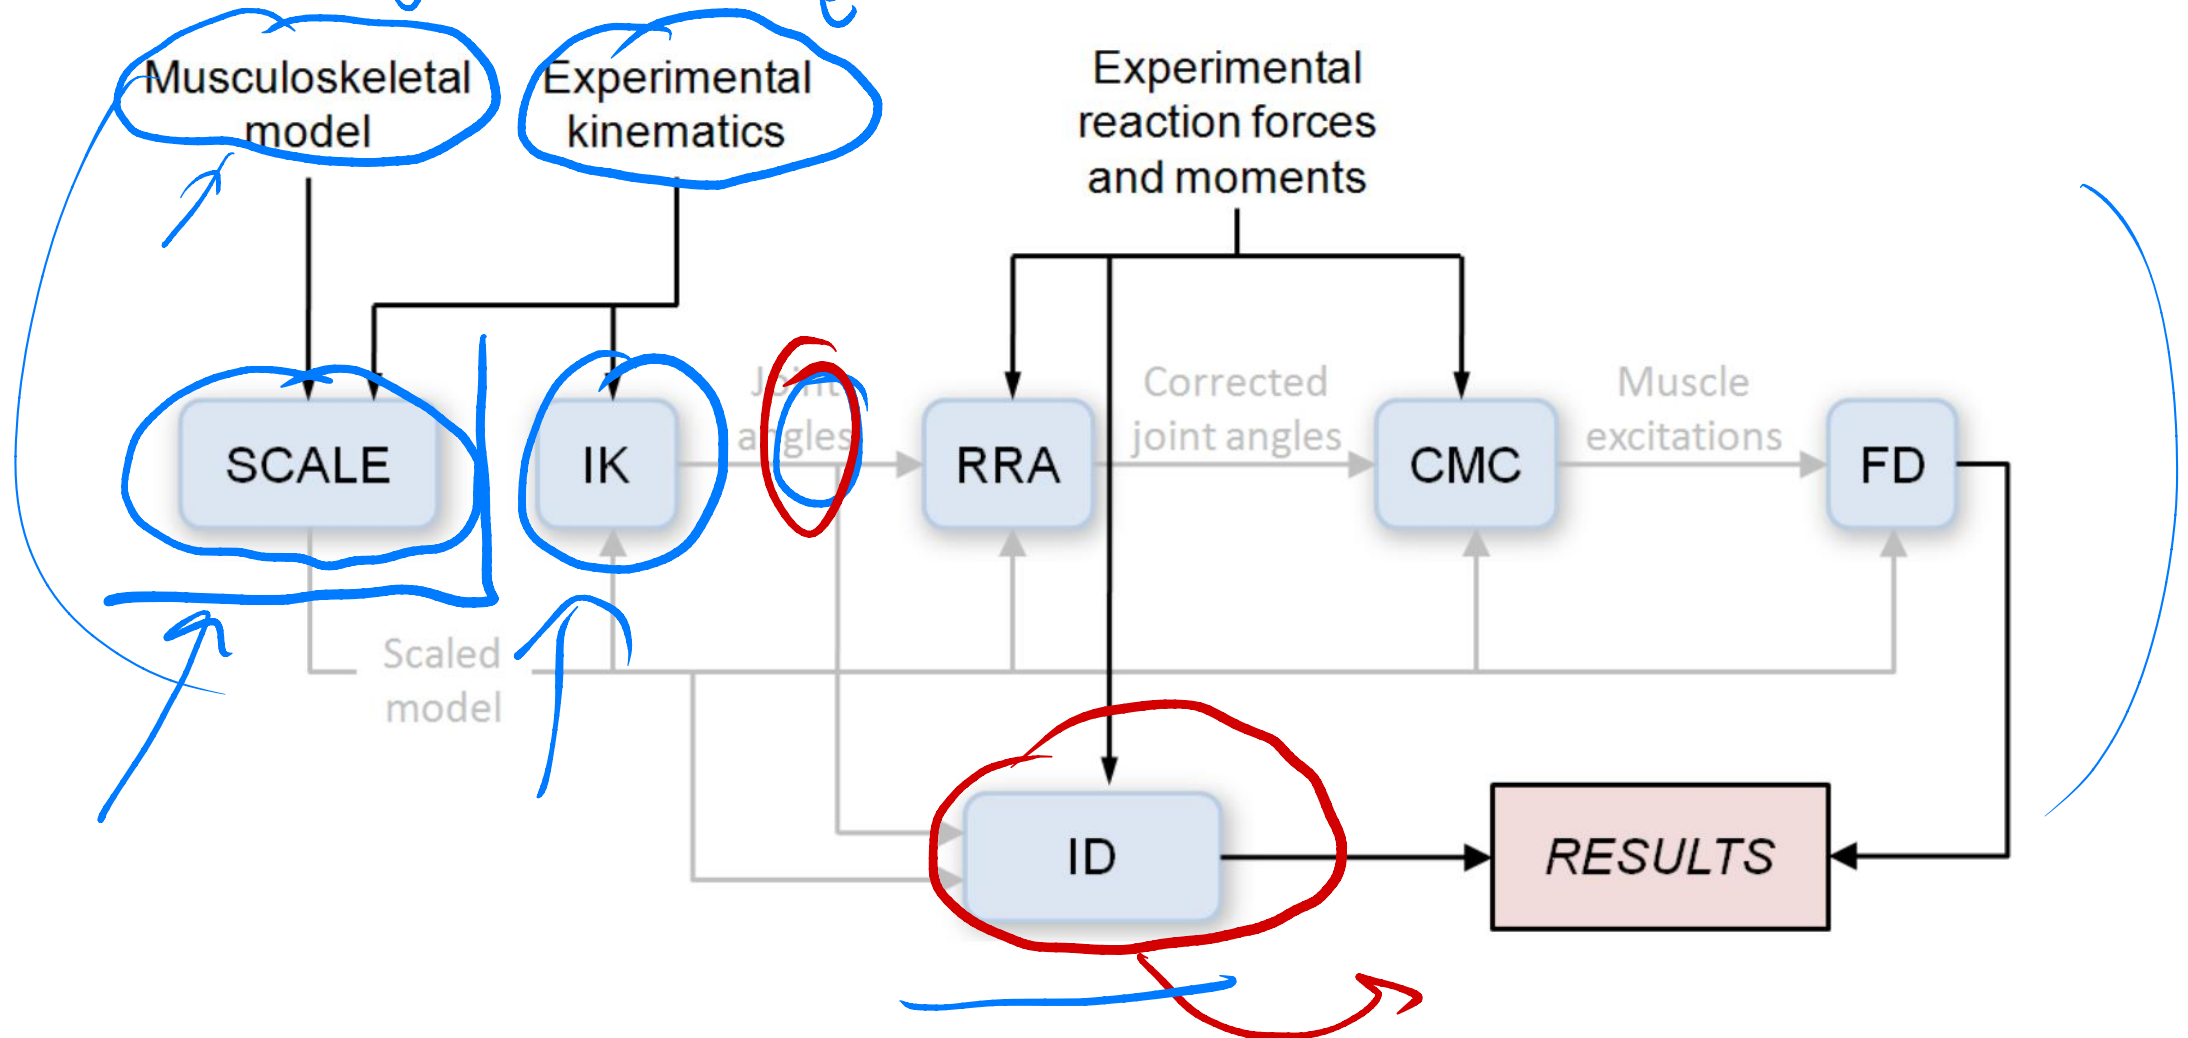 Musculoskeletal
model
Experimental
kinematics
Experimental
reaction forces
and moments
SCALE
IK
Joint
angles
RRA
Corrected
joint angles
CMC
Muscle
excitations
FD
Scaled
model
ID
RESULTS